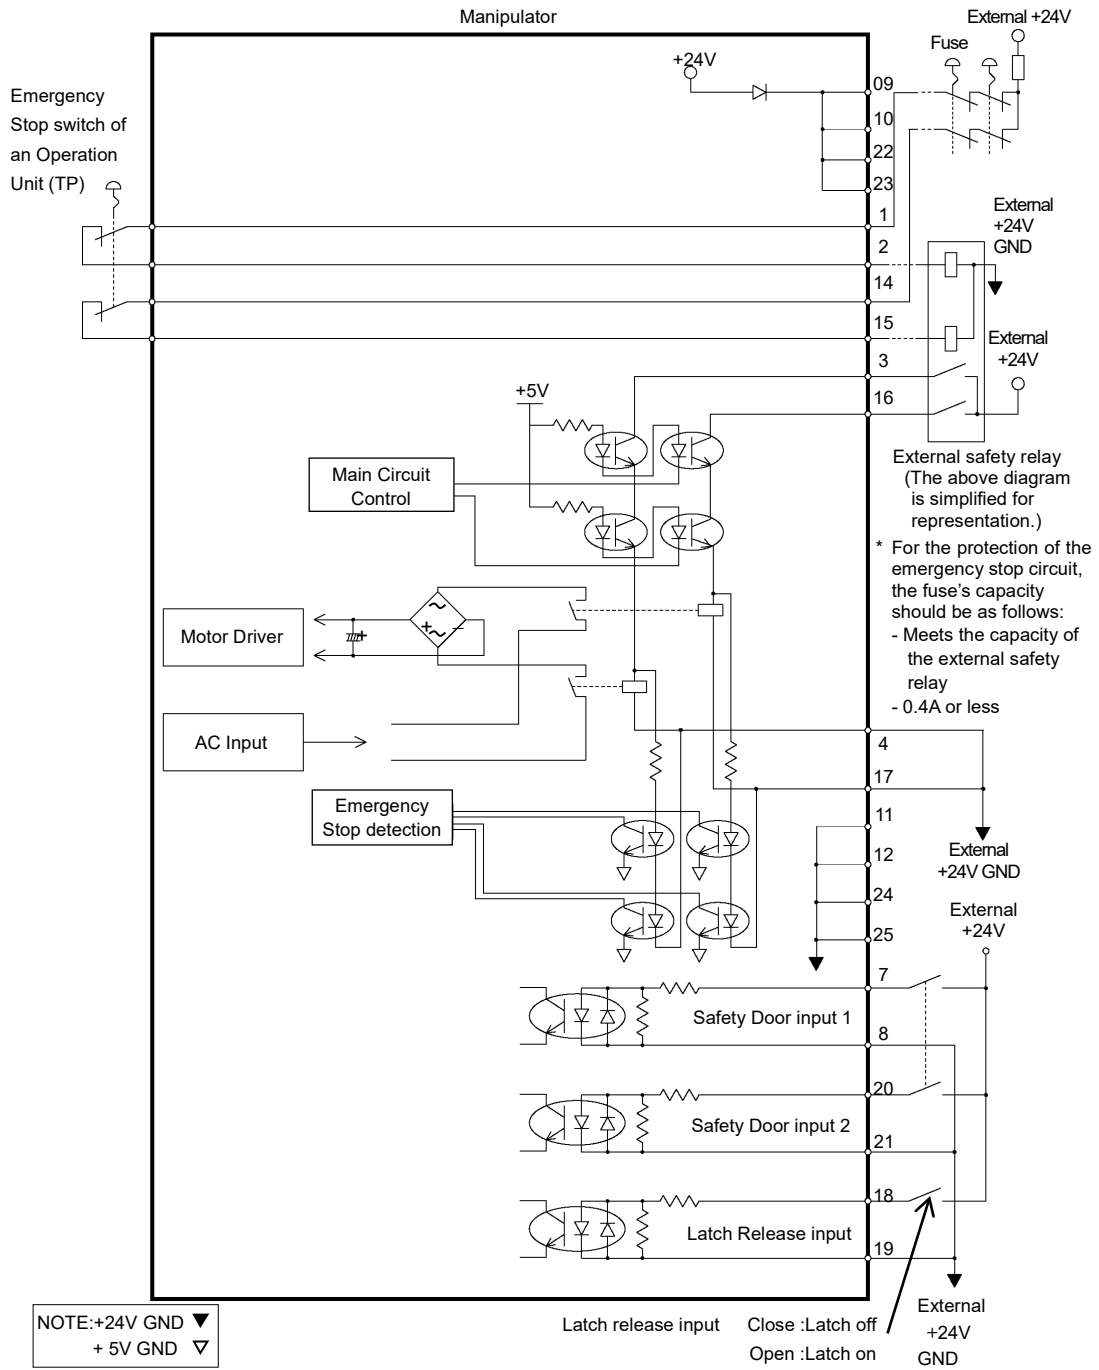 Manipulator
External +24V
Fuse
+24V
Emergency
Stop switch of
an Operation
Unit (TP)
09
10
22
23
1
2
14
15
3
16
External
+24V
GND
External
+24V
+5V
Main Circuit
Control
External safety relay
(The above diagram
is simplified for
representation.)
* For the protection of the
emergency stop circuit,
the fuse's capacity
should be as follows:
- Meets the capacity of
the external safety
relay
- 0.4A or less
Motor Driver
+
+
AC Input
4
17
Emergency
Stop detection
11
12
24
25
External
+24V GND
External
+24V
7
Safety Door input 1
8
20
Safety Door input 2
21
18
Latch Release input
19
External
+24V
GND
NOTE:+24V GND ▼
+ 5V GND ▽
Latch release input Close :Latch off
Open :Latch on